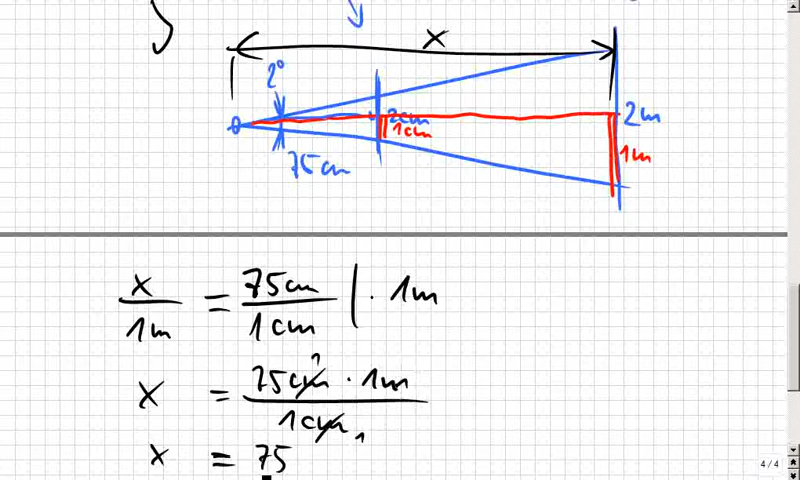 x
2°
2cm
2m
1cm
1m
75cm
x/1m = 75cm/1cm | · 1m
x = 75cm · 1m / 1cm
x = 75
4 / 4